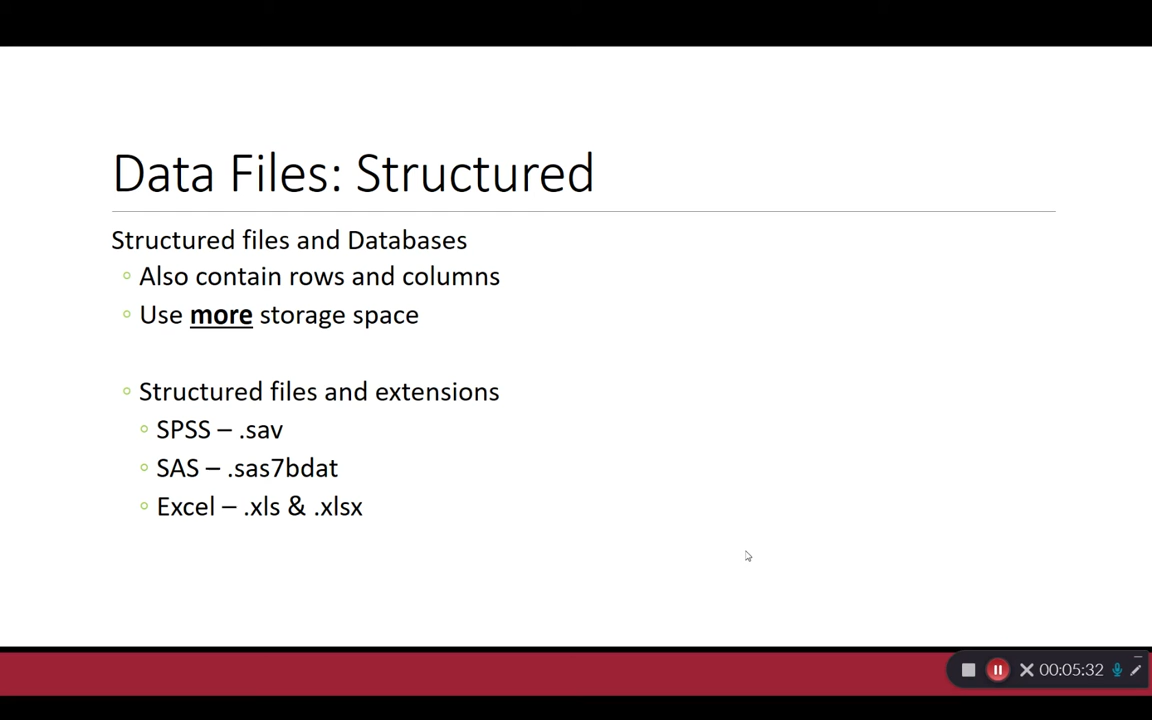 Data Files: Structured
Structured files and Databases
Also contain rows and columns
Use more storage space
Structured files and extensions
SPSS – .sav
SAS – .sas7bdat
Excel – .xls & .xlsx
00:05:32